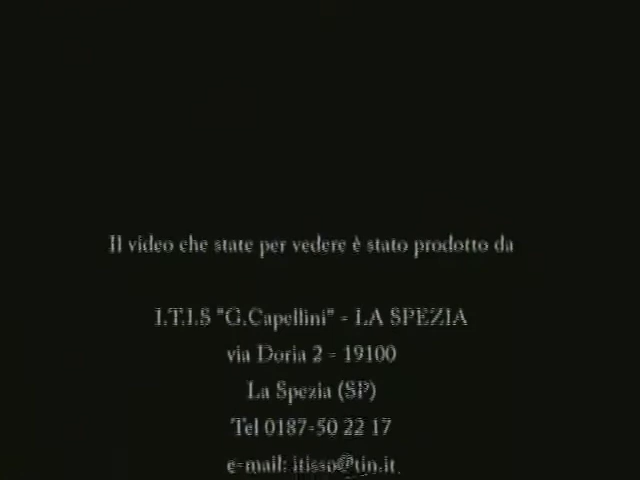 Il video che state per vedere è stato prodotto da
I.T.I.S "G.Capellini" - LA SPEZIA
via Doria 2 - 19100
La Spezia (SP)
Tel 0187-50 22 17
e-mail: itisso@tin.it